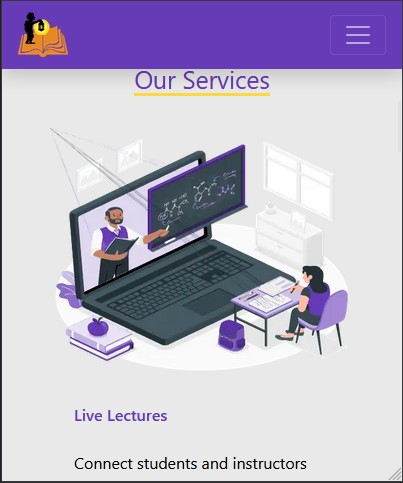 Our Services
Live Lectures
Connect students and instructors